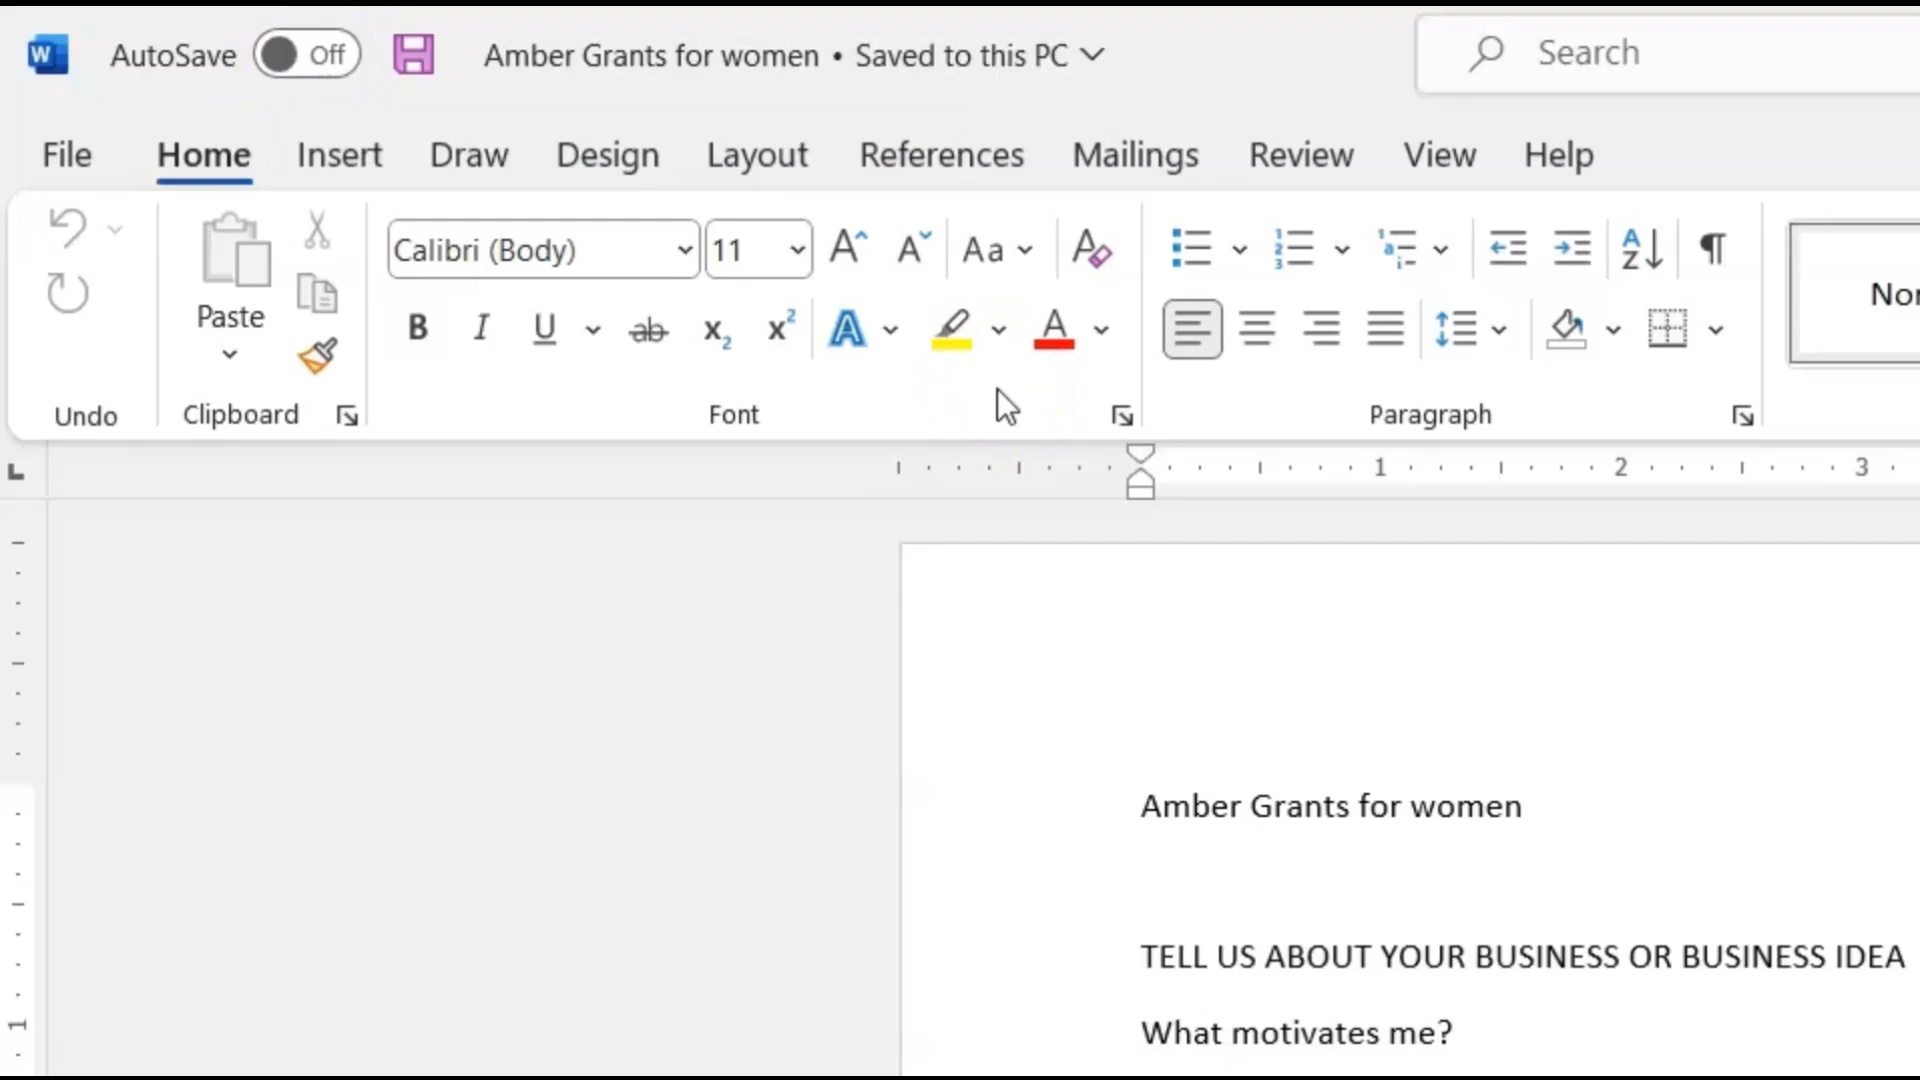 AutoSave Off Amber Grants for women • Saved to this PC Search
File Home Insert Draw Design Layout References Mailings Review View Help
Calibri (Body) 11
Paste
Undo Clipboard Font Paragraph
1 2 3
Amber Grants for women
TELL US ABOUT YOUR BUSINESS OR BUSINESS IDEA
What motivates me?
1